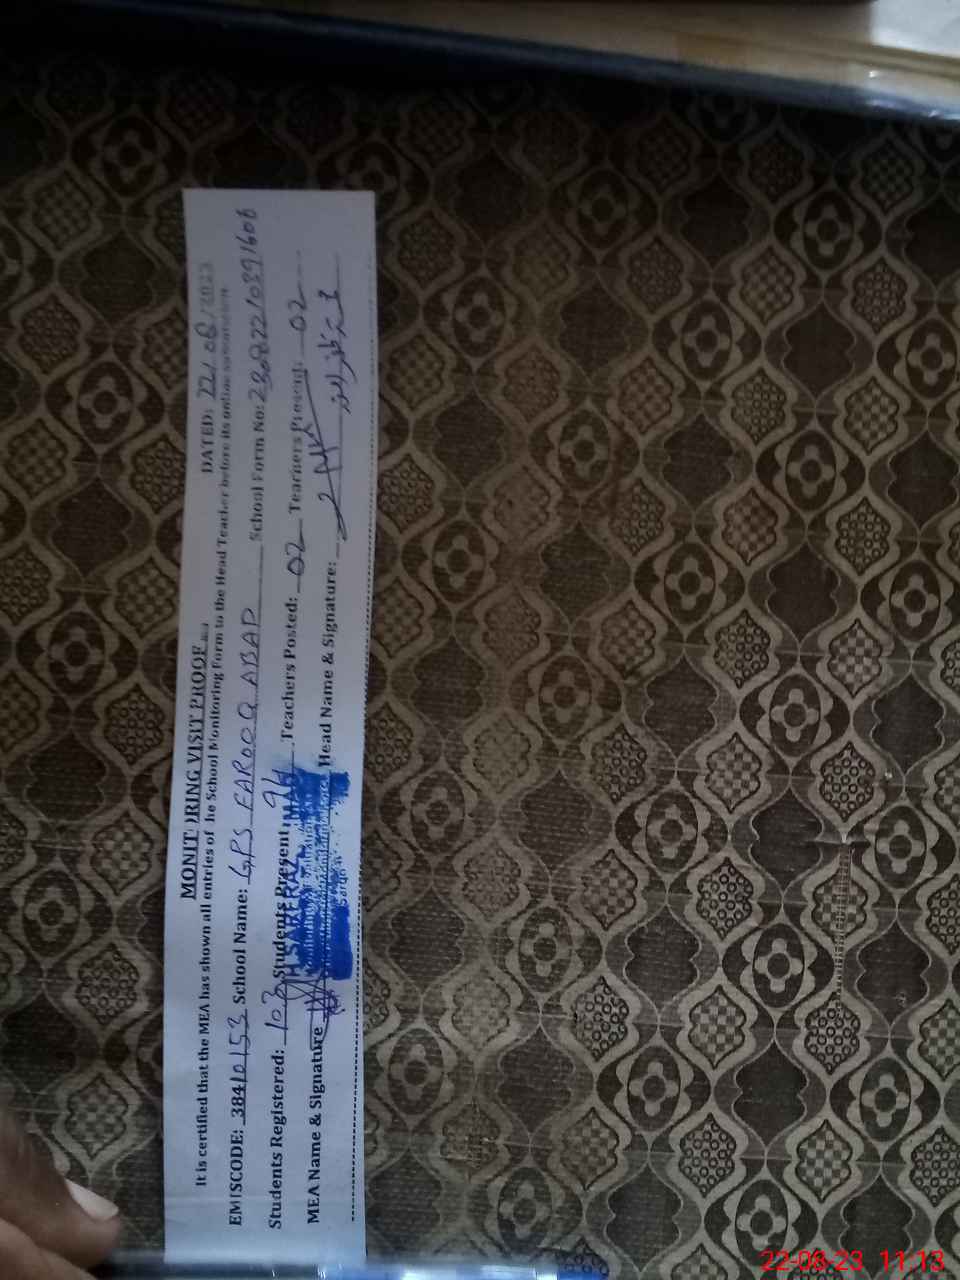 MONITORING VISIT PROOF
DATED: 22/08/2023
It is certified that the MEA has shown all entries of the School Monitoring Form to the Head Teacher before its online submission
EMISCODE: 38410153 School Name: GPS FAROOQ ABAD School Form No:
Students Registered: 103 Students Present 94 Teachers Posted: 02 Teachers Present: 02
MEA Name & Signature Head Name & Signature:
22-08-23 11:13